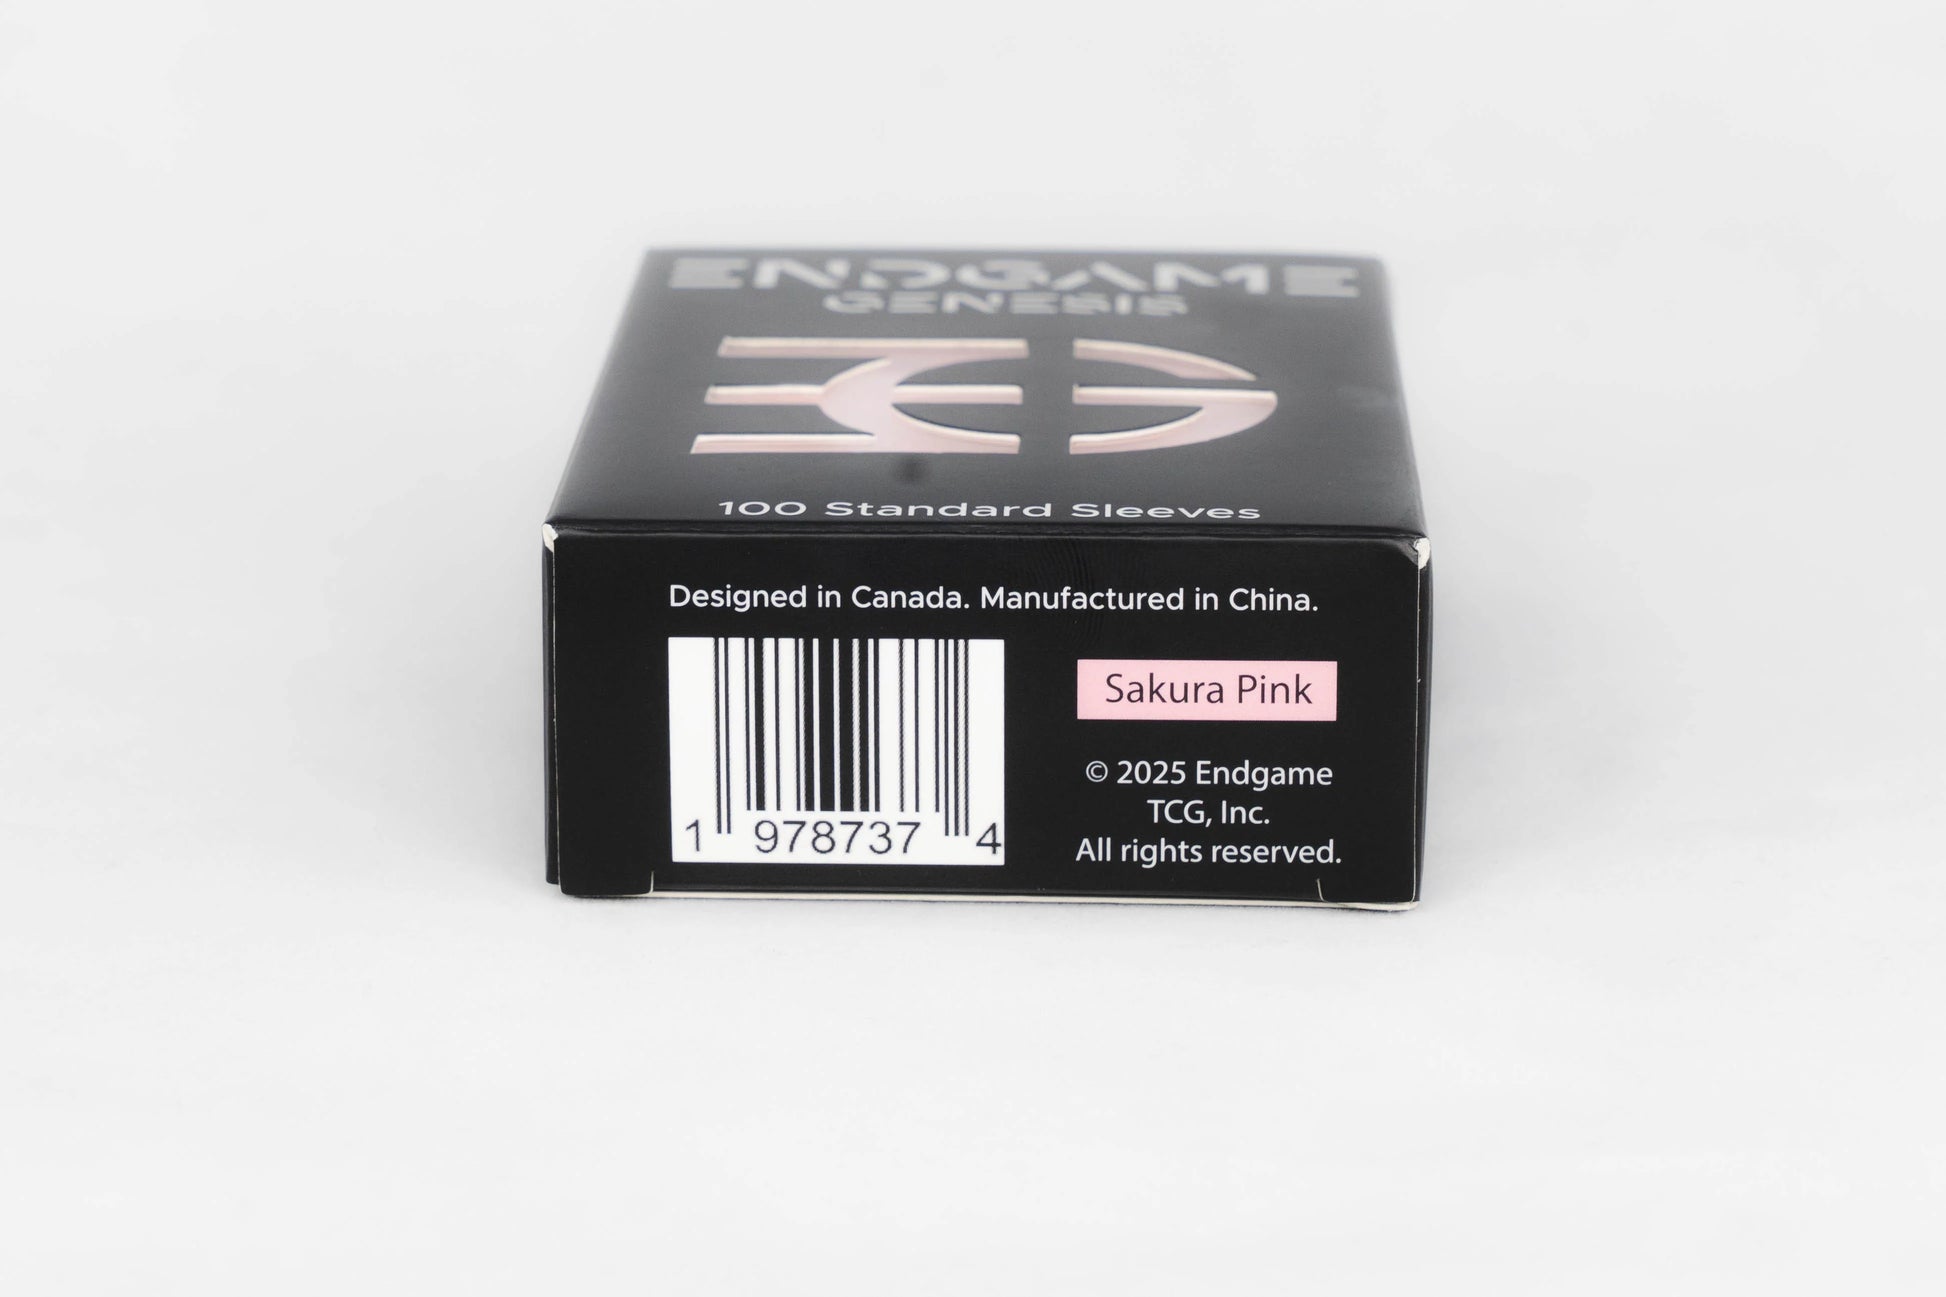 ENDGAME
GENESIS
100 Standard Sleeves
Designed in Canada. Manufactured in China.
Sakura Pink
© 2025 Endgame
TCG, Inc.
All rights reserved.
1 978737 4